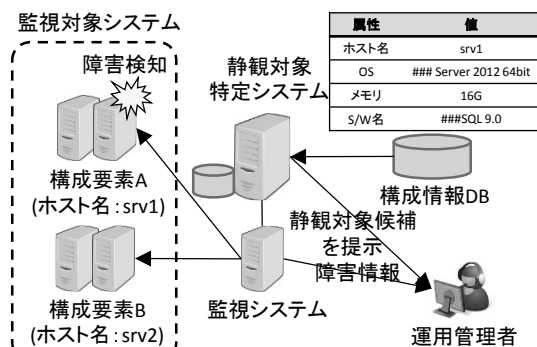 監視対象システム
障害検知
構成要素A
(ホスト名：srv1)
構成要素B
(ホスト名：srv2)
静観対象
特定システム
属性 値
ホスト名 srv1
OS ### Server 2012 64bit
メモリ 16G
S/W名 ###SQL 9.0
構成情報DB
静観対象候補
を提示
障害情報
監視システム
運用管理者